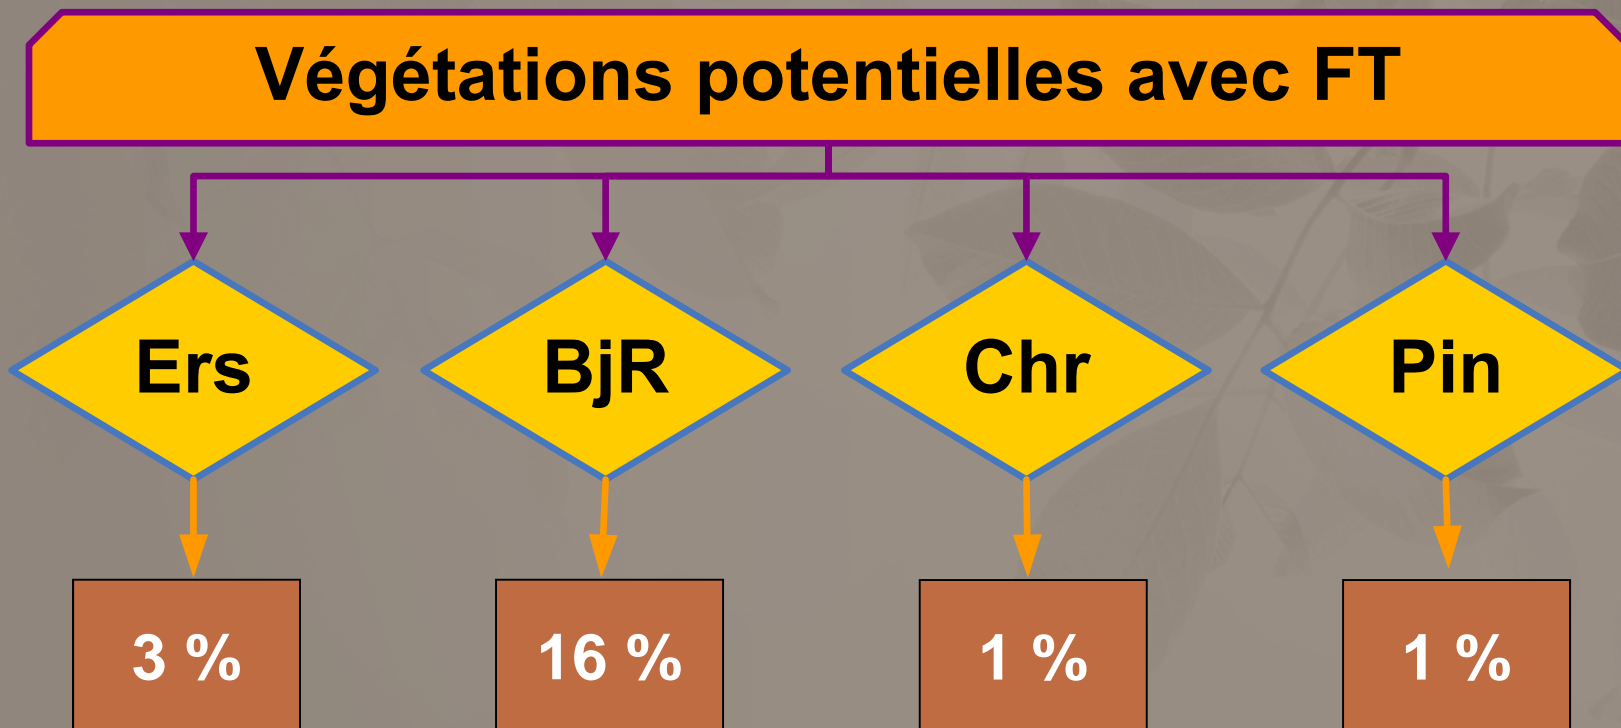 Végétations potentielles avec FT
Ers BjR Chr Pin
3 % 16 % 1 % 1 %